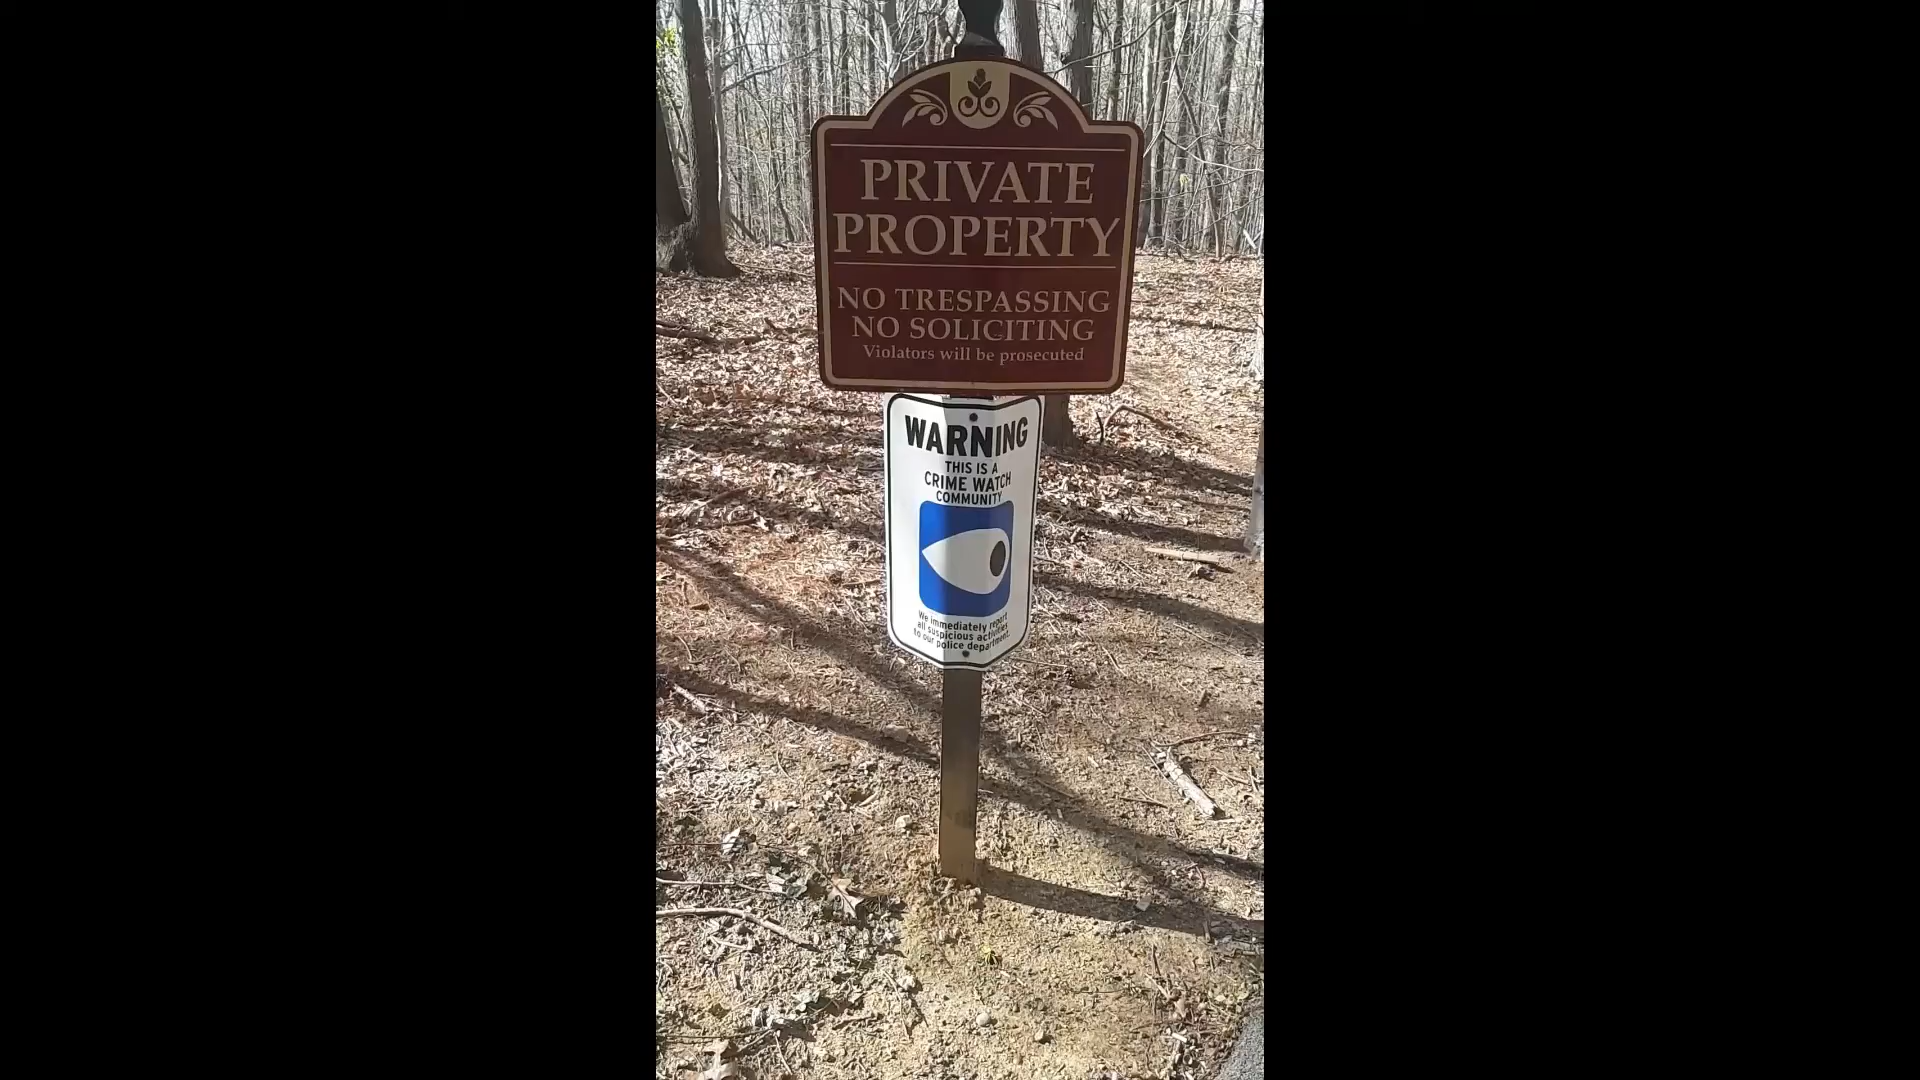 PRIVATE
PROPERTY
NO TRESPASSING
NO SOLICITING
Violators will be prosecuted
WARNING
THIS IS A
CRIME WATCH
COMMUNITY
We immediately report
all suspicious activities
to our police department.